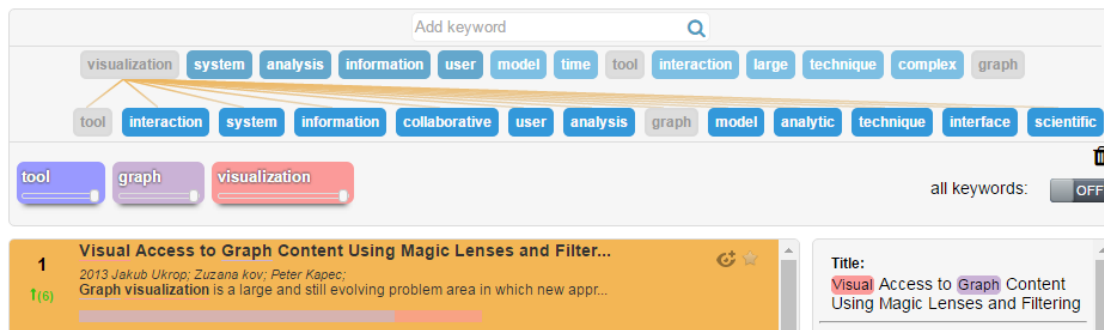 Add keyword
visualization system analysis information user model time tool interaction large technique complex graph
tool interaction system information collaborative user analysis graph model analytic technique interface scientific
tool graph visualization
all keywords: OFF
1 Visual Access to Graph Content Using Magic Lenses and Filter...
2013 Jakub Ukrop; Zuzana kov; Peter Kapec;
↑(6) Graph visualization is a large and still evolving problem area in which new appr...
Title:
Visual Access to Graph Content
Using Magic Lenses and Filtering